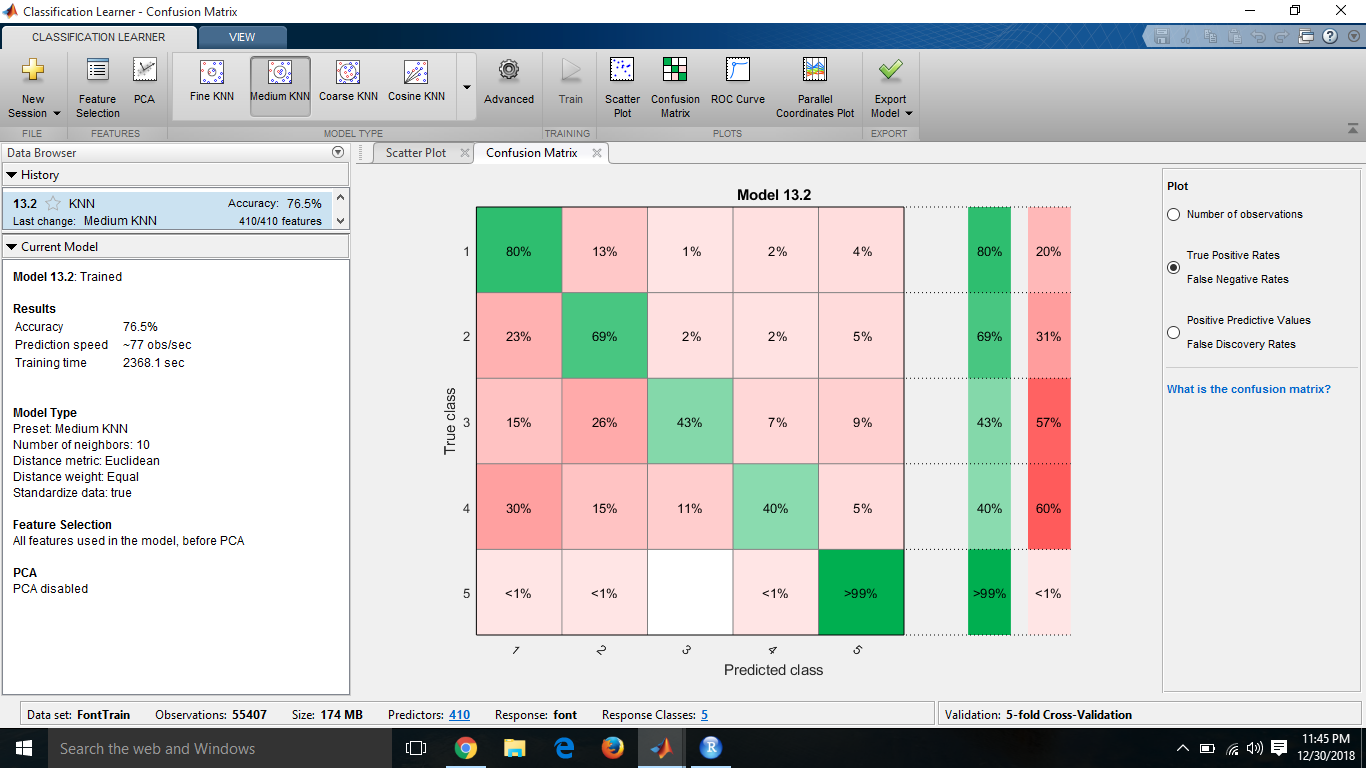 Classification Learner - Confusion Matrix
CLASSIFICATION LEARNER VIEW
New Session Feature Selection PCA Fine KNN Medium KNN Coarse KNN Cosine KNN Advanced Train Scatter Plot Confusion Matrix ROC Curve Parallel Coordinates Plot Export Model
FILE FEATURES MODEL TYPE TRAINING PLOTS EXPORT
Data Browser
History
13.2 KNN Accuracy: 76.5%
Last change: Medium KNN 410/410 features
Current Model
Model 13.2: Trained
Results
Accuracy 76.5%
Prediction speed ~77 obs/sec
Training time 2368.1 sec
Model Type
Preset: Medium KNN
Number of neighbors: 10
Distance metric: Euclidean
Distance weight: Equal
Standardize data: true
Feature Selection
All features used in the model, before PCA
PCA
PCA disabled
Scatter Plot Confusion Matrix
Model 13.2
True class
1 80% 13% 1% 2% 4% 80% 20%
2 23% 69% 2% 2% 5% 69% 31%
3 15% 26% 43% 7% 9% 43% 57%
4 30% 15% 11% 40% 5% 40% 60%
5 <1% <1% <1% >99% >99% <1%
1 2 3 4 5
Predicted class
Plot
Number of observations
True Positive Rates
False Negative Rates
Positive Predictive Values
False Discovery Rates
What is the confusion matrix?
Data set: FontTrain Observations: 55407 Size: 174 MB Predictors: 410 Response: font Response Classes: 5 Validation: 5-fold Cross-Validation
Search the web and Windows
11:45 PM
12/30/2018